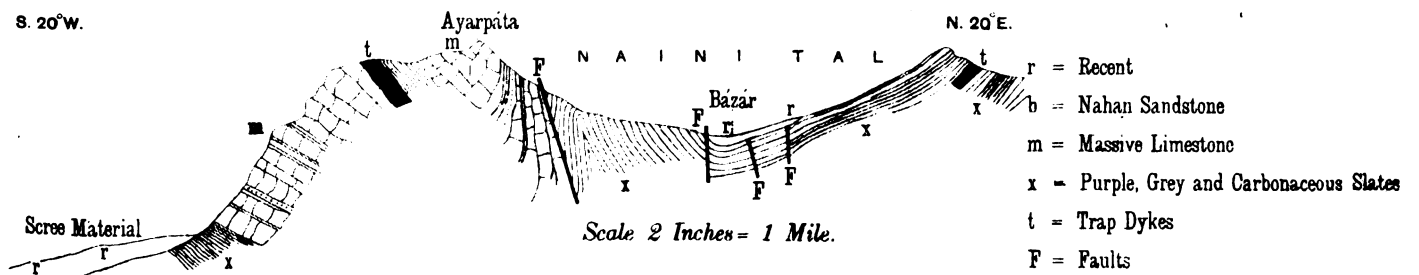 S. 20°W.
Ayarpáta
N. 20°E.
m
t
t
N A I N I T A L
F
r = Recent
Bázár
r
b = Nahan Sandstone
x
F
r
m
x
m = Massive Limestone
F
F
x
x = Purple, Grey and Carbonaceous Slates
Scree Material
r
Scale 2 Inches = 1 Mile.
t = Trap Dykes
r
x
F = Faults